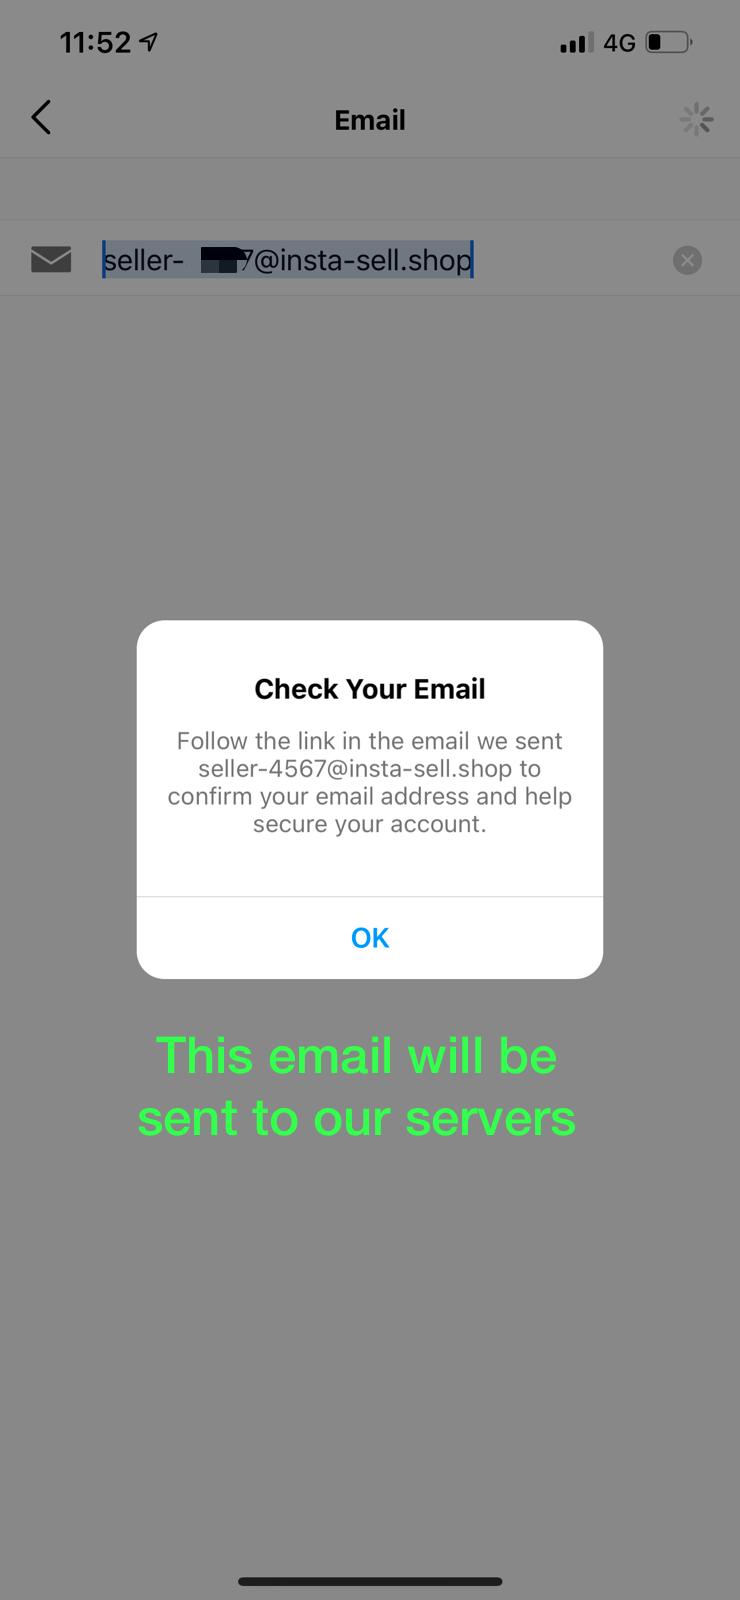 11:52 4G
Email
seller- 7@insta-sell.shop
Check Your Email
Follow the link in the email we sent
seller-4567@insta-sell.shop to
confirm your email address and help
secure your account.
OK
This email will be
sent to our servers